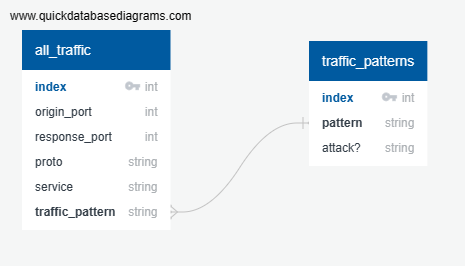 www.quickdatabasediagrams.com
all_traffic
index int
origin_port int
response_port int
proto string
service string
traffic_pattern string
traffic_patterns
index int
pattern string
attack? string